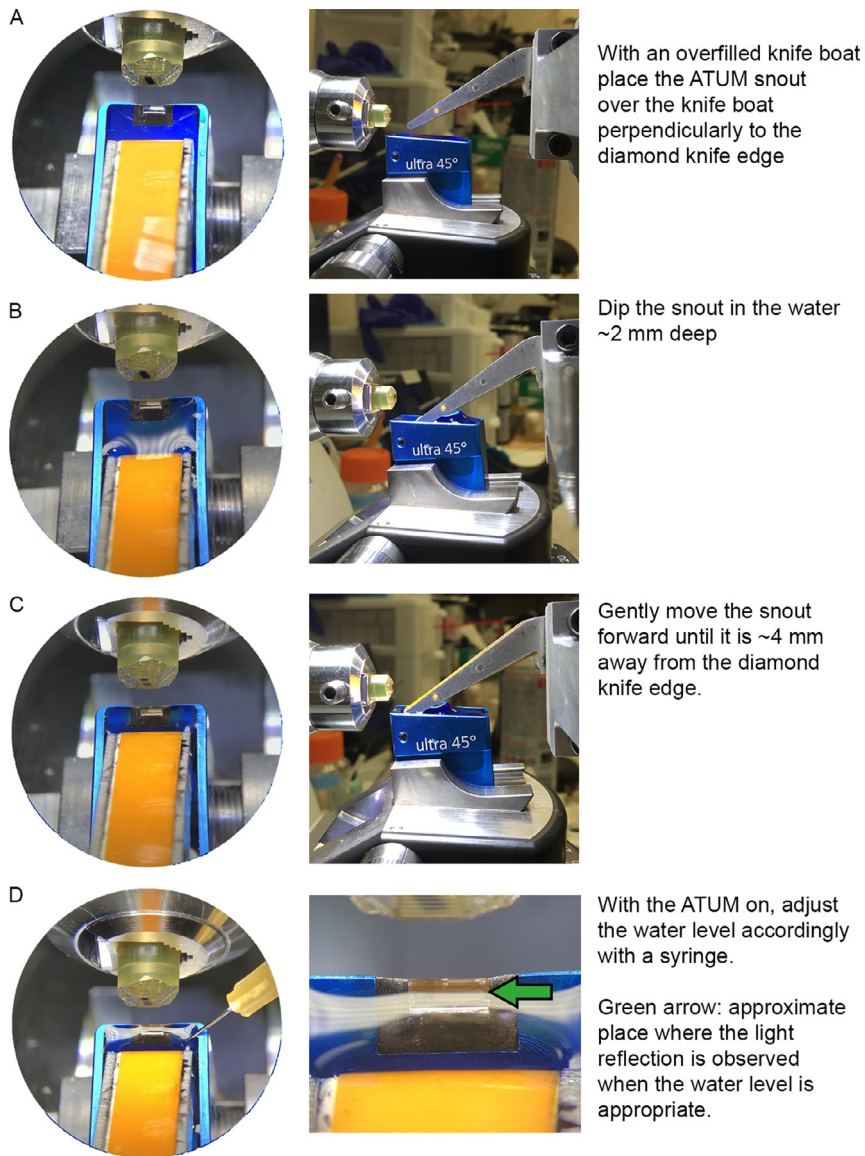 A
With an overfilled knife boat
place the ATUM snout
over the knife boat
perpendicularly to the
diamond knife edge
ultra 45°
B
Dip the snout in the water
~2 mm deep
ultra 45°
C
Gently move the snout
forward until it is ~4 mm
away from the diamond
knife edge.
ultra 45°
D
With the ATUM on, adjust
the water level accordingly
with a syringe.
Green arrow: approximate
place where the light
reflection is observed
when the water level is
appropriate.